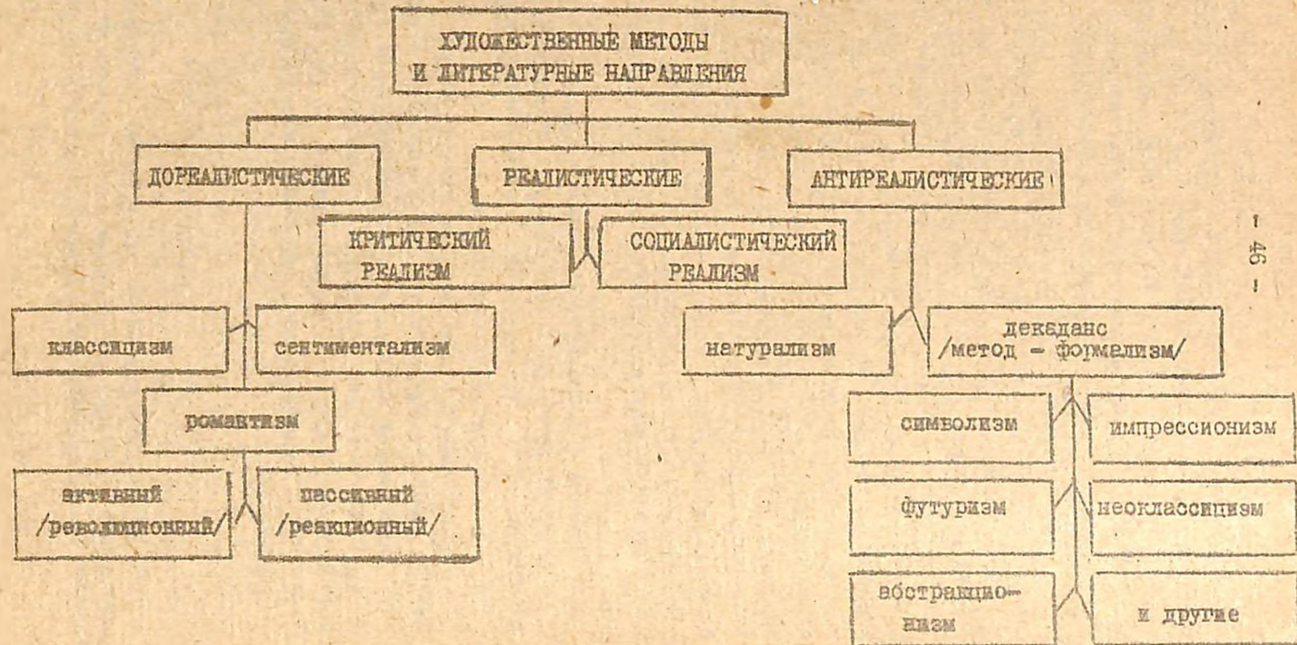 ХУДОЖЕСТВЕННЫЕ МЕТОДЫ
И ЛИТЕРАТУРНЫЕ НАПРАВЛЕНИЯ
ДОРЕАЛИСТИЧЕСКИЕ
РЕАЛИСТИЧЕСКИЕ
АНТИРЕАЛИСТИЧЕСКИЕ
КРИТИЧЕСКИЙ
РЕАЛИЗМ
СОЦИАЛИСТИЧЕСКИЙ
РЕАЛИЗМ
- 46 -
классицизм
сентиментализм
натурализм
декаданс
/метод - формализм/
романтизм
символизм
импрессионизм
активный
/революционный/
пассивный
/реакционный/
футуризм
неоклассицизм
абстракцио-
низм
и другие